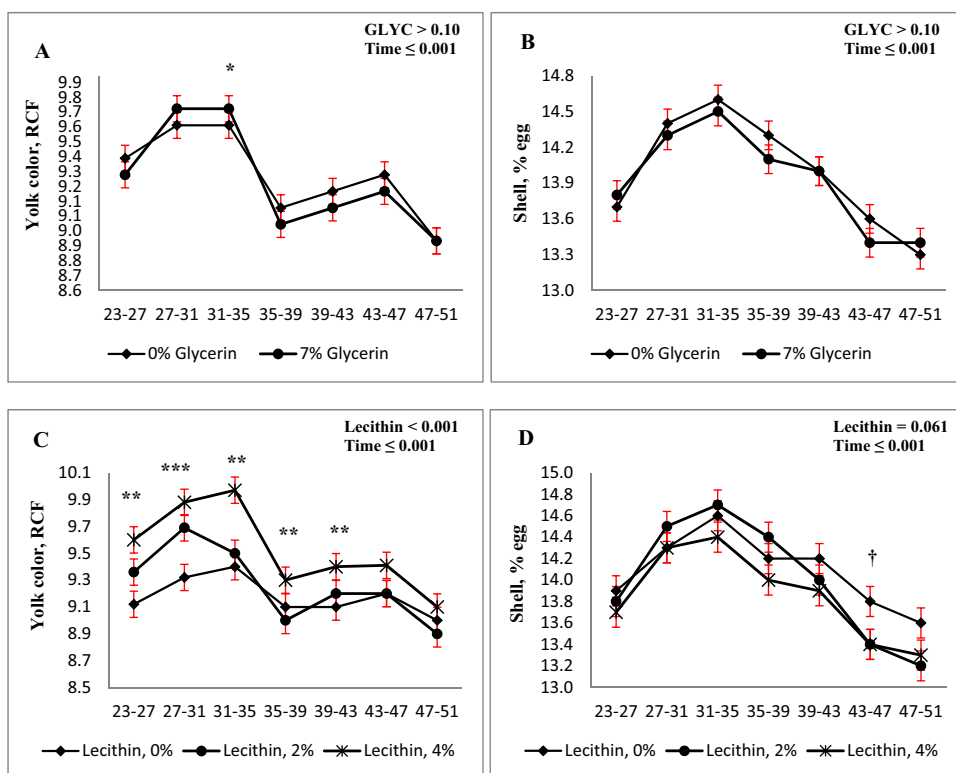 A
GLYC > 0.10
Time ≤ 0.001
*
Yolk color, RCF
9.9
9.8
9.7
9.6
9.4
9.3
9.2
9.1
9.0
8.9
8.8
8.6
23-27 27-31 31-35 35-39 39-43 43-47 47-51
0% Glycerin 7% Glycerin
B
GLYC > 0.10
Time ≤ 0.001
Shell, % egg
14.8
14.5
14.2
13.9
13.6
13.3
13.0
23-27 27-31 31-35 35-39 39-43 43-47 47-51
0% Glycerin 7% Glycerin
C
Lecithin < 0.001
Time ≤ 0.001
** *** ** ** **
Yolk color, RCF
10.1
9.9
9.7
9.5
9.3
9.1
8.9
8.5
23-27 27-31 31-35 35-39 39-43 43-47 47-51
Lecithin, 0% Lecithin, 2% Lecithin, 4%
D
Lecithin = 0.061
Time ≤ 0.001
†
Shell, % egg
15.0
14.8
14.6
14.4
14.2
14.0
13.8
13.6
13.4
13.2
13.0
23-27 27-31 31-35 35-39 39-43 43-47 47-51
Lecithin, 0% Lecithin, 2% Lecithin, 4%